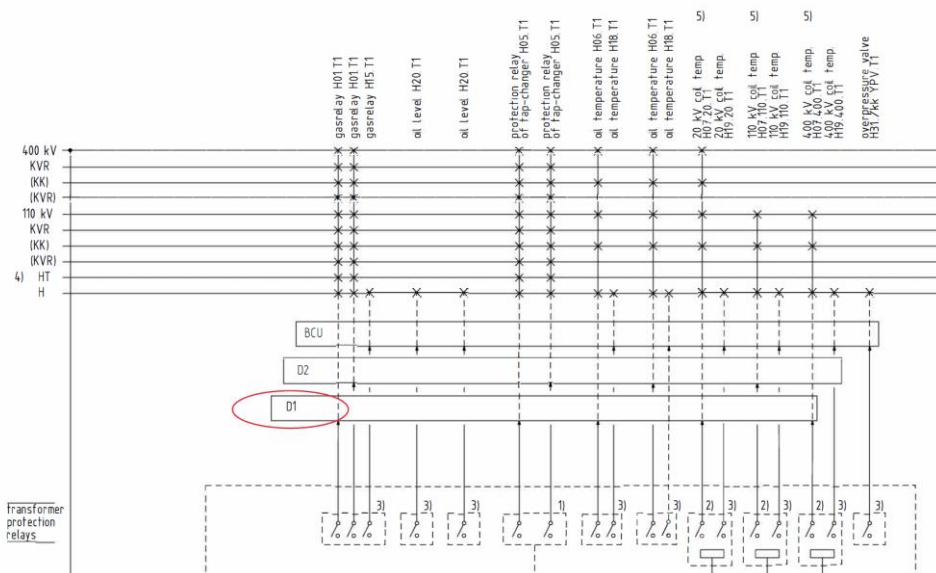 5)
5)
5)
gasrelay H01 T1
gasrelay H01 T1
gasrelay H15 T1
oil level H20 T1
oil level H20 T1
protection relay
of tap-changer H05 T1
protection relay
of tap-changer H05 T1
oil temperature H06 T1
oil temperature H18 T1
oil temperature H06 T1
oil temperature H18 T1
20 kV coil temp.
H07 20 T1
20 kV coil temp
H19 20 T1
110 kV coil temp
H07 110 T1
110 kV coil temp.
H19 110 T1
400 kV coil temp.
H07 400 T1
400 kV coil temp.
H19 400 T1
overpressure valve
H31.7kk YPV T1
400 kV
KVR
(KK)
(KVR)
110 kV
KVR
(KK)
(KVR)
4) HT
H
BCU
D2
D1
transformer
protection
relays
3)
3)
3)
1)
3)
3)
2)
3)
2)
3)
2)
3)
3)